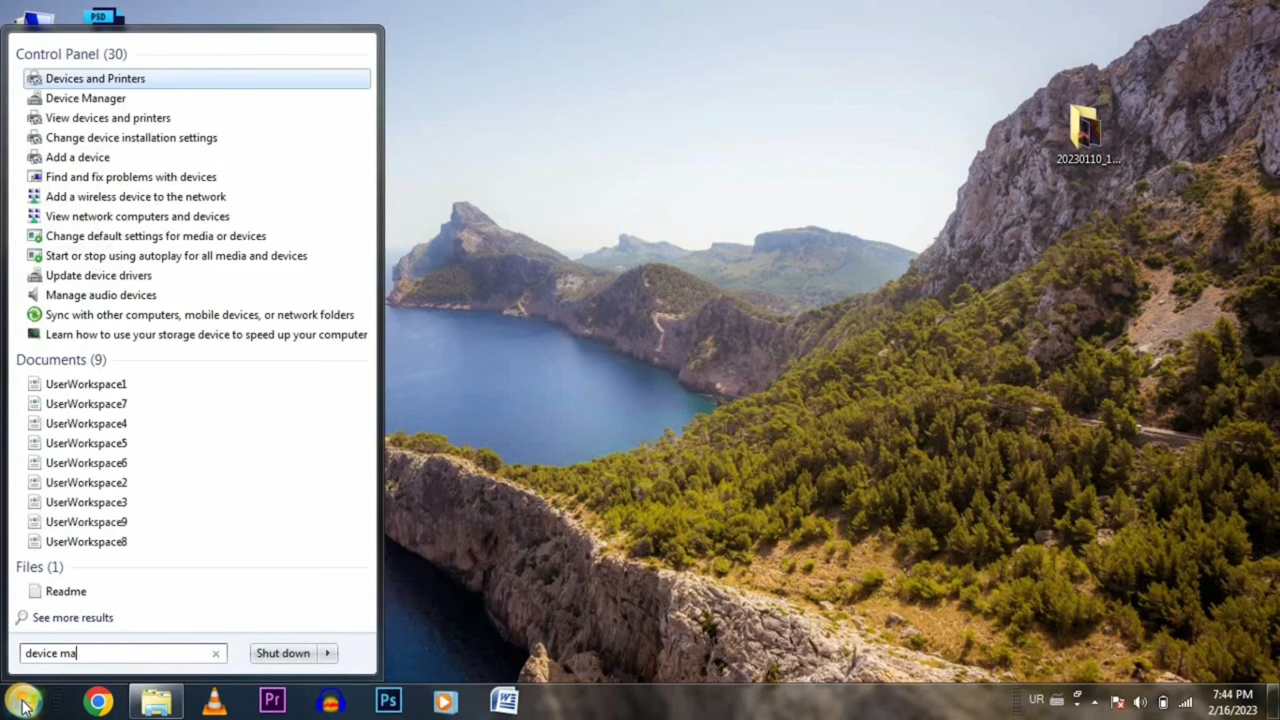 PSD
Control Panel (30)
Devices and Printers
Device Manager
View devices and printers
Change device installation settings
Add a device
Find and fix problems with devices
Add a wireless device to the network
View network computers and devices
Change default settings for media or devices
Start or stop using autoplay for all media and devices
Update device drivers
Manage audio devices
Sync with other computers, mobile devices, or network folders
Learn how to use your storage device to speed up your computer
Documents (9)
UserWorkspace1
UserWorkspace7
UserWorkspace4
UserWorkspace5
UserWorkspace6
UserWorkspace2
UserWorkspace3
UserWorkspace9
UserWorkspace8
Files (1)
Readme
See more results
device ma
Shut down
20230110_1...
Pr
Ps
W
UR
7:44 PM
2/16/2023